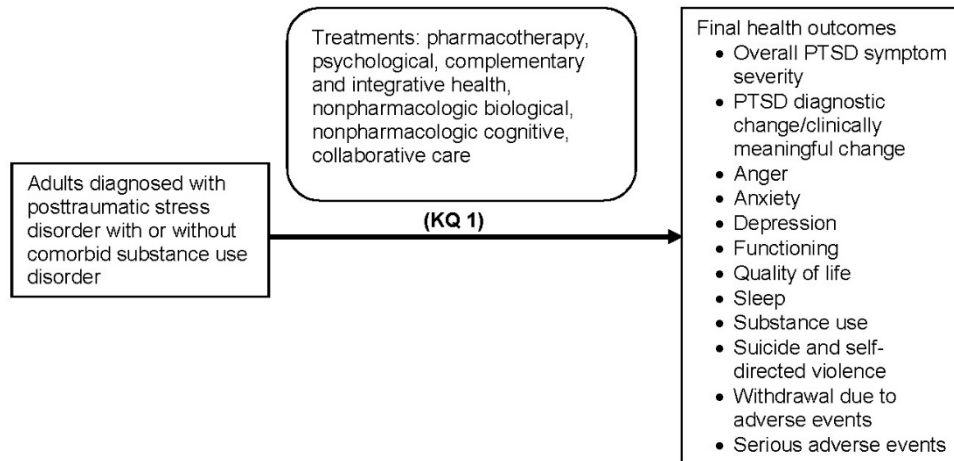 Adults diagnosed with
posttraumatic stress
disorder with or without
comorbid substance use
disorder
Treatments: pharmacotherapy,
psychological, complementary
and integrative health,
nonpharmacologic biological,
nonpharmacologic cognitive,
collaborative care
(KQ 1)
Final health outcomes
• Overall PTSD symptom
severity
• PTSD diagnostic
change/clinically
meaningful change
• Anger
• Anxiety
• Depression
• Functioning
• Quality of life
• Sleep
• Substance use
• Suicide and self-
directed violence
• Withdrawal due to
adverse events
• Serious adverse events